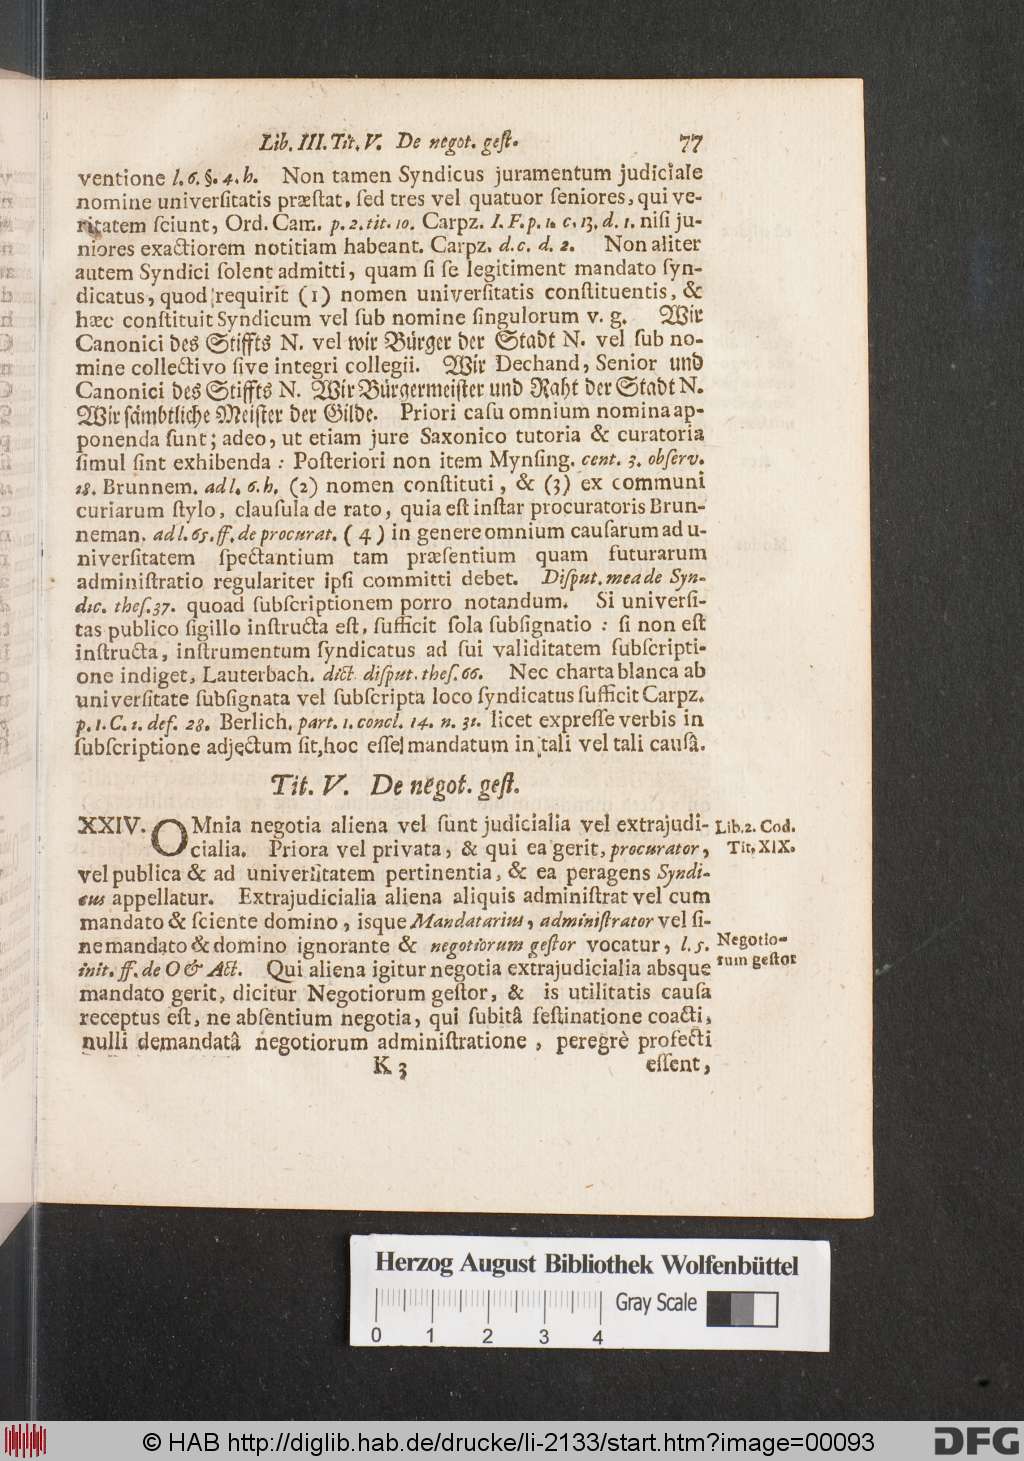 Lib. III. Tit. V. De negot. gest. 77
ventione l. 6. §. 4. h. Non tamen Syndicus juramentum judiciale
nomine universitatis præstat, sed tres vel quatuor seniores, qui ve-
ritatem sciunt, Ord. Cam. p. 2. tit. 10. Carpz. I. F. p. 1. c. 13. d. 1. nisi ju-
niores exactiorem notitiam habeant. Carpz. d. c. d. 2. Non aliter
autem Syndici solent admitti, quam si se legitiment mandato syn-
dicatus, quod requirit (1) nomen universitatis constituentis, &
hæc constituit Syndicum vel sub nomine singulorum v. g. Wir
Canonici des Stiffts N. vel wir Bürger der Stadt N. vel sub no-
mine collectivo sive integri collegii. Wir Dechand, Senior und
Canonici des Stiffts N. Wir Bürgermeister und Raht der Stadt N.
Wir sämbtliche Meister der Gilde. Priori casu omnium nomina ap-
ponenda sunt; adeo, ut etiam jure Saxonico tutoria & curatoria
simul sint exhibenda : Posteriori non item Mynsing. cent. 3. observ.
18. Brunnem. ad l. 6. h. (2) nomen constituti, & (3) ex communi
curiarum stylo, clausula de rato, quia est instar procuratoris Brun-
neman. ad l. 65. ff. de procurat. (4) in genere omnium causarum ad u-
niversitatem spectantium tam præsentium quam futurarum
administratio regulariter ipsi committi debet. Disput. mea de Syn-
dic. thes. 37. quoad subscriptionem porro notandum. Si universi-
tas publico sigillo instructa est, sufficit sola subsignatio : si non est
instructa, instrumentum syndicatus ad sui validitatem subscripti-
one indiget, Lauterbach. dict. disput. thes. 66. Nec charta blanca ab
universitate subsignata vel subscripta loco syndicatus sufficit Carpz.
p. 1. C. 1. def. 28. Berlich. part. 1. concl. 14. n. 31. licet expresse verbis in
subscriptione adjectum sit, hoc esse mandatum in tali vel tali causâ.
Tit. V. De negot. gest.
XXIV. OMnia negotia aliena vel sunt judicialia vel extrajudi- Lib. 2. Cod.
cialia. Priora vel privata, & qui ea gerit, procurator, Tit. XIX.
vel publica & ad universitatem pertinentia, & ea peragens Syndi-
cus appellatur. Extrajudicialia aliena aliquis administrat vel cum
mandato & sciente domino, isque Mandatarius, administrator vel si-
ne mandato & domino ignorante & negotiorum gestor vocatur, l. 5. Negotio-
init. ff. de O & Act. Qui aliena igitur negotia extrajudicialia absque rum gestor
mandato gerit, dicitur Negotiorum gestor, & is utilitatis causa
receptus est, ne absentium negotia, qui subitâ festinatione coacti,
nulli demandatâ negotiorum administratione, peregrè profecti
K 3 essent,
Herzog August Bibliothek Wolfenbüttel
Gray Scale
0 1 2 3 4
© HAB http://diglib.hab.de/drucke/li-2133/start.htm?image=00093
DFG